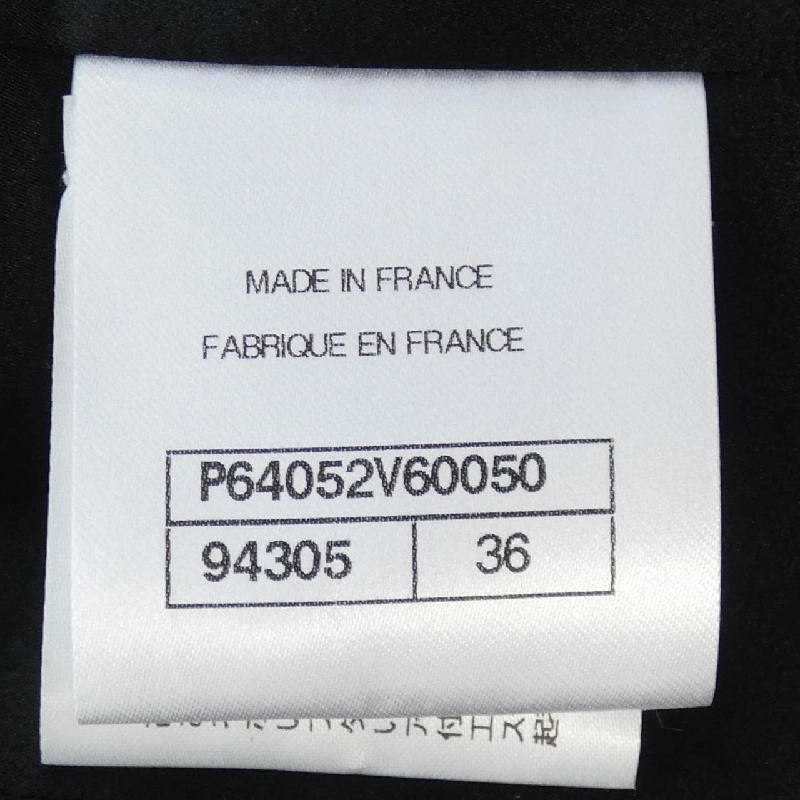 MADE IN FRANCE
FABRIQUE EN FRANCE
P64052V60050
94305 36